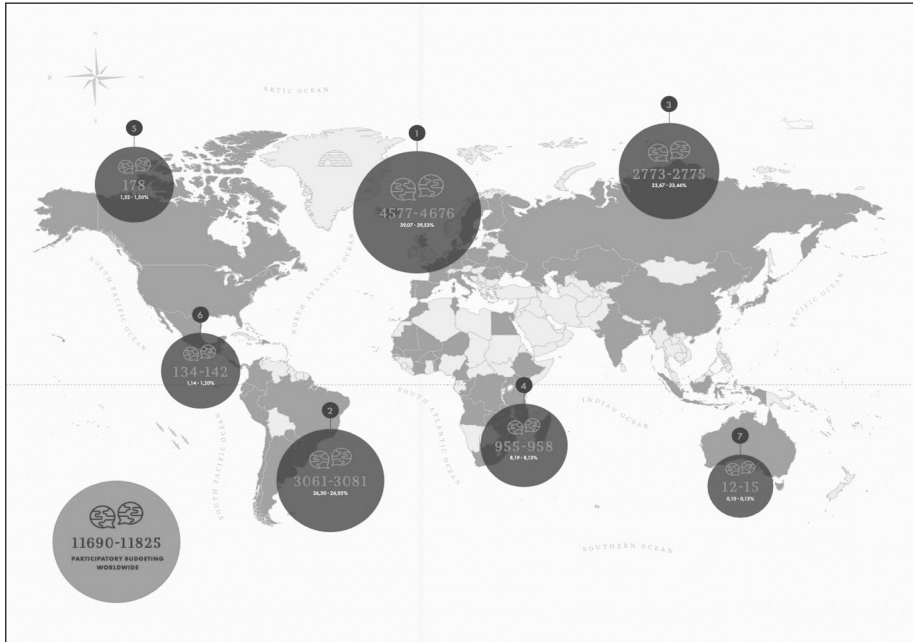 N
ARTIC OCEAN
5
178
1,52 - 1,50%
1
4577-4676
39,07 - 39,53%
3
2773-2775
23,67 - 23,46%
NORTH PACIFIC OCEAN
NORTH ATLANTIC OCEAN
PACIFIC OCEAN
6
134-142
1,14 - 1,20%
2
3061-3081
26,30 - 26,05%
SOUTH PACIFIC OCEAN
SOUTH ATLANTIC OCEAN
4
955-958
8,19 - 8,12%
INDIAN OCEAN
7
12-15
0,10 - 0,13%
11690-11825
PARTICIPATORY BUDGETING
WORLDWIDE
SOUTHERN OCEAN